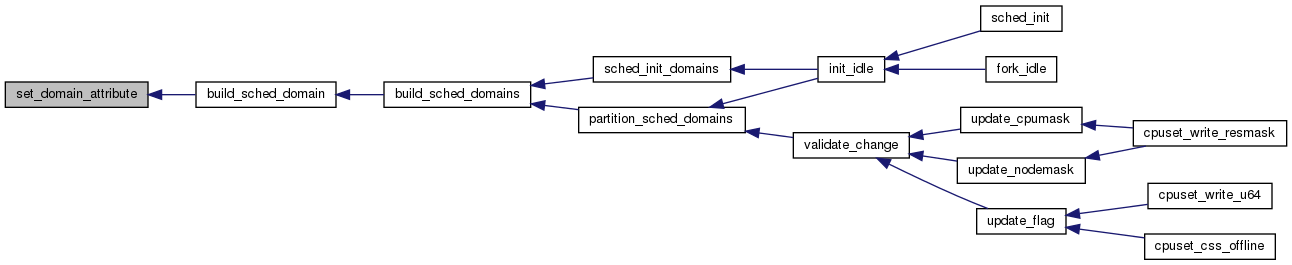 set_domain_attribute
build_sched_domain
build_sched_domains
sched_init_domains
partition_sched_domains
init_idle
validate_change
sched_init
fork_idle
update_cpumask
update_nodemask
update_flag
cpuset_write_resmask
cpuset_write_u64
cpuset_css_offline